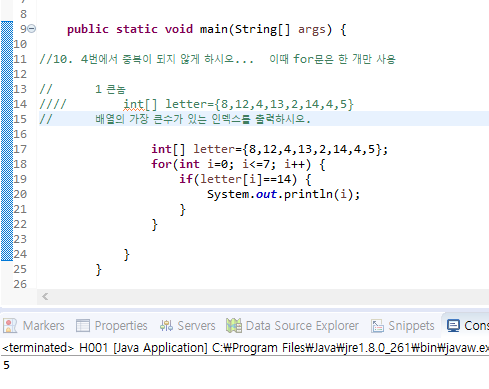 7
8
9 public static void main(String[] args) {
10
11 //10. 4번에서 중복이 되지 않게 하시오... 이때 for문은 한 개만 사용
12
13 // 1 큰놈
14 //// int[] letter={8,12,4,13,2,14,4,5}
15 // 배열의 가장 큰수가 있는 인덱스를 출력하시오.
16
17 int[] letter={8,12,4,13,2,14,4,5};
18 for(int i=0; i<=7; i++) {
19 if(letter[i]==14) {
20 System.out.println(i);
21 }
22 }
23
24 }
25 }
26
Markers Properties Servers Data Source Explorer Snippets Cons
<terminated> H001 [Java Application] C:₩Program Files₩Java₩jre1.8.0_261₩bin₩javaw.ex
5